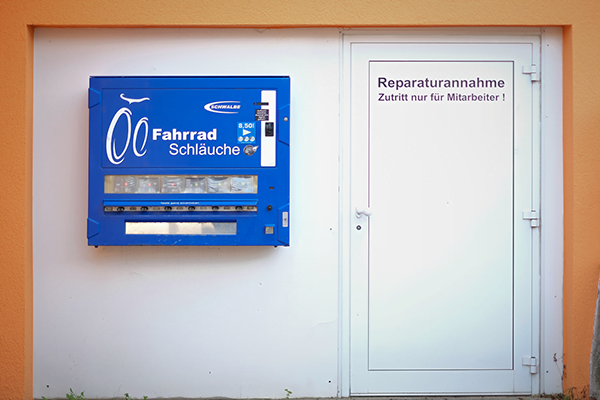 SCHWALBE
8,50
Fahrrad
Schläuche
Reparaturannahme
Zutritt nur für Mitarbeiter !